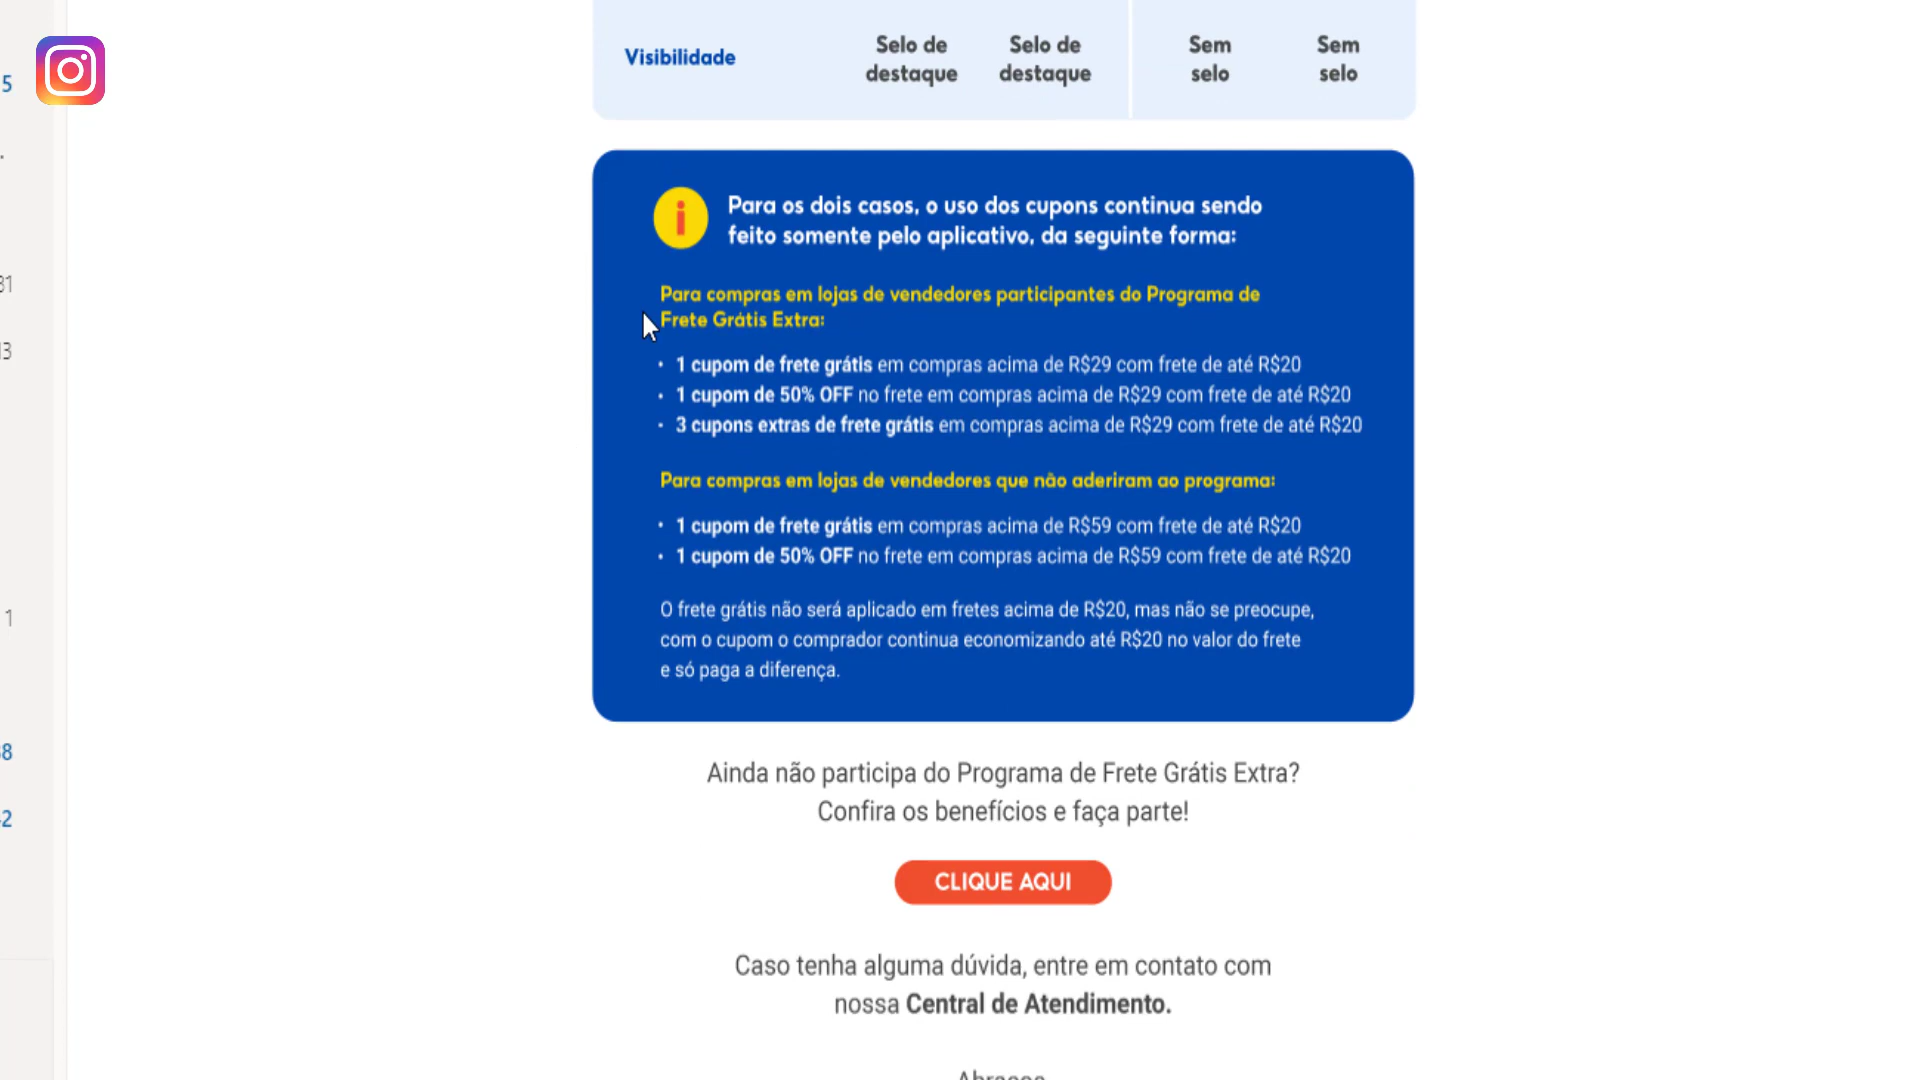 Visibilidade
Selo de
destaque
Selo de
destaque
Sem
selo
Sem
selo
5
31
13
1
38
42
Para os dois casos, o uso dos cupons continua sendo
feito somente pelo aplicativo, da seguinte forma:
Para compras em lojas de vendedores participantes do Programa de
Frete Grátis Extra:
• 1 cupom de frete grátis em compras acima de R$29 com frete de até R$20
• 1 cupom de 50% OFF no frete em compras acima de R$29 com frete de até R$20
• 3 cupons extras de frete grátis em compras acima de R$29 com frete de até R$20
Para compras em lojas de vendedores que não aderiram ao programa:
• 1 cupom de frete grátis em compras acima de R$59 com frete de até R$20
• 1 cupom de 50% OFF no frete em compras acima de R$59 com frete de até R$20
O frete grátis não será aplicado em fretes acima de R$20, mas não se preocupe,
com o cupom o comprador continua economizando até R$20 no valor do frete
e só paga a diferença.
Ainda não participa do Programa de Frete Grátis Extra?
Confira os benefícios e faça parte!
CLIQUE AQUI
Caso tenha alguma dúvida, entre em contato com
nossa Central de Atendimento.